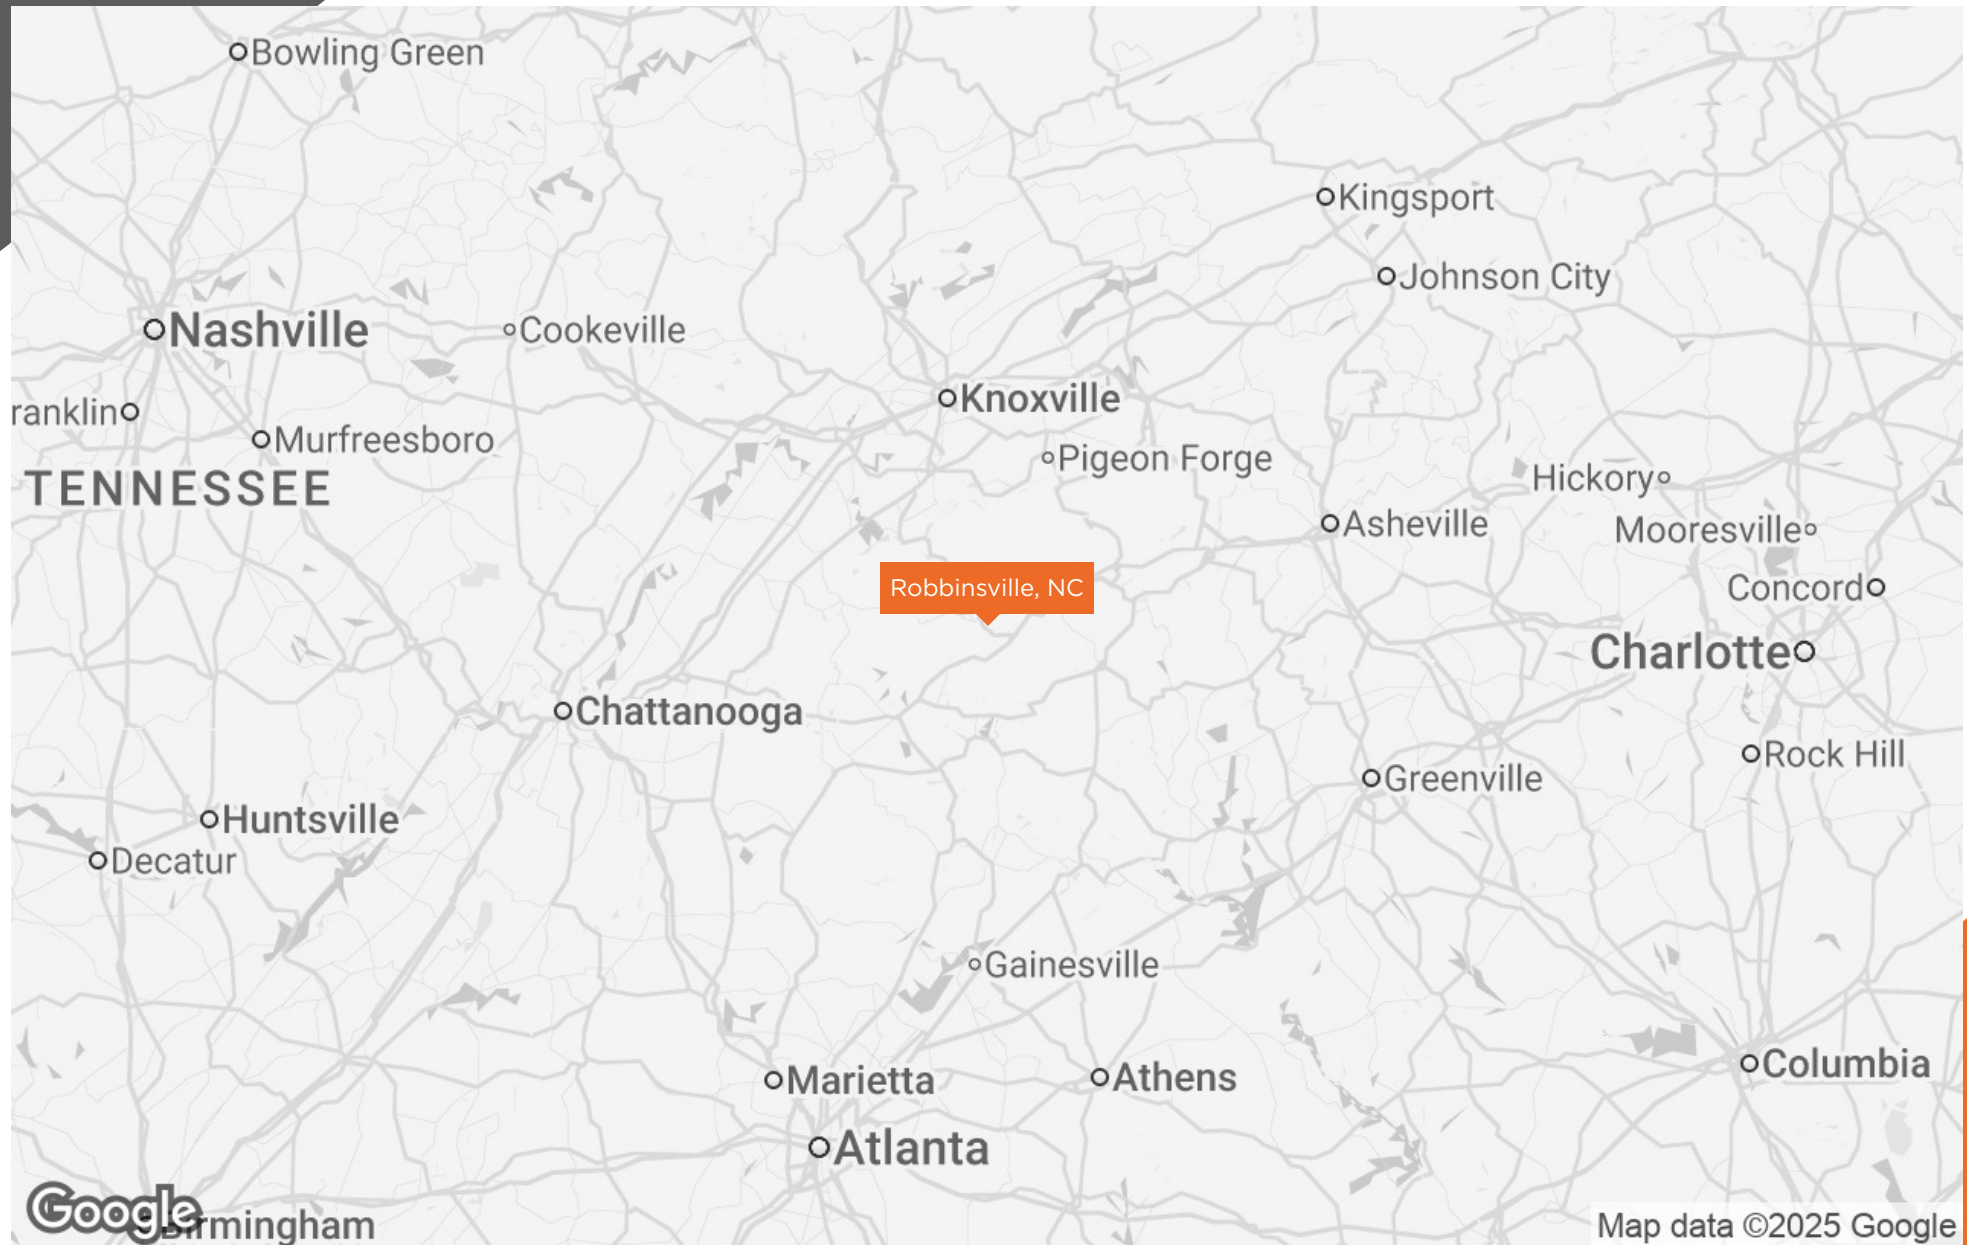 Bowling Green
Kingsport
Johnson City
Nashville
Cookeville
Knoxville
ranklin
Murfreesboro
Pigeon Forge
TENNESSEE
Hickory
Asheville
Mooresville
Robbinsville, NC
Concord
Charlotte
Chattanooga
Rock Hill
Greenville
Huntsville
Decatur
Gainesville
Columbia
Marietta
Athens
Atlanta
Google
Birmingham
Map data ©2025 Google